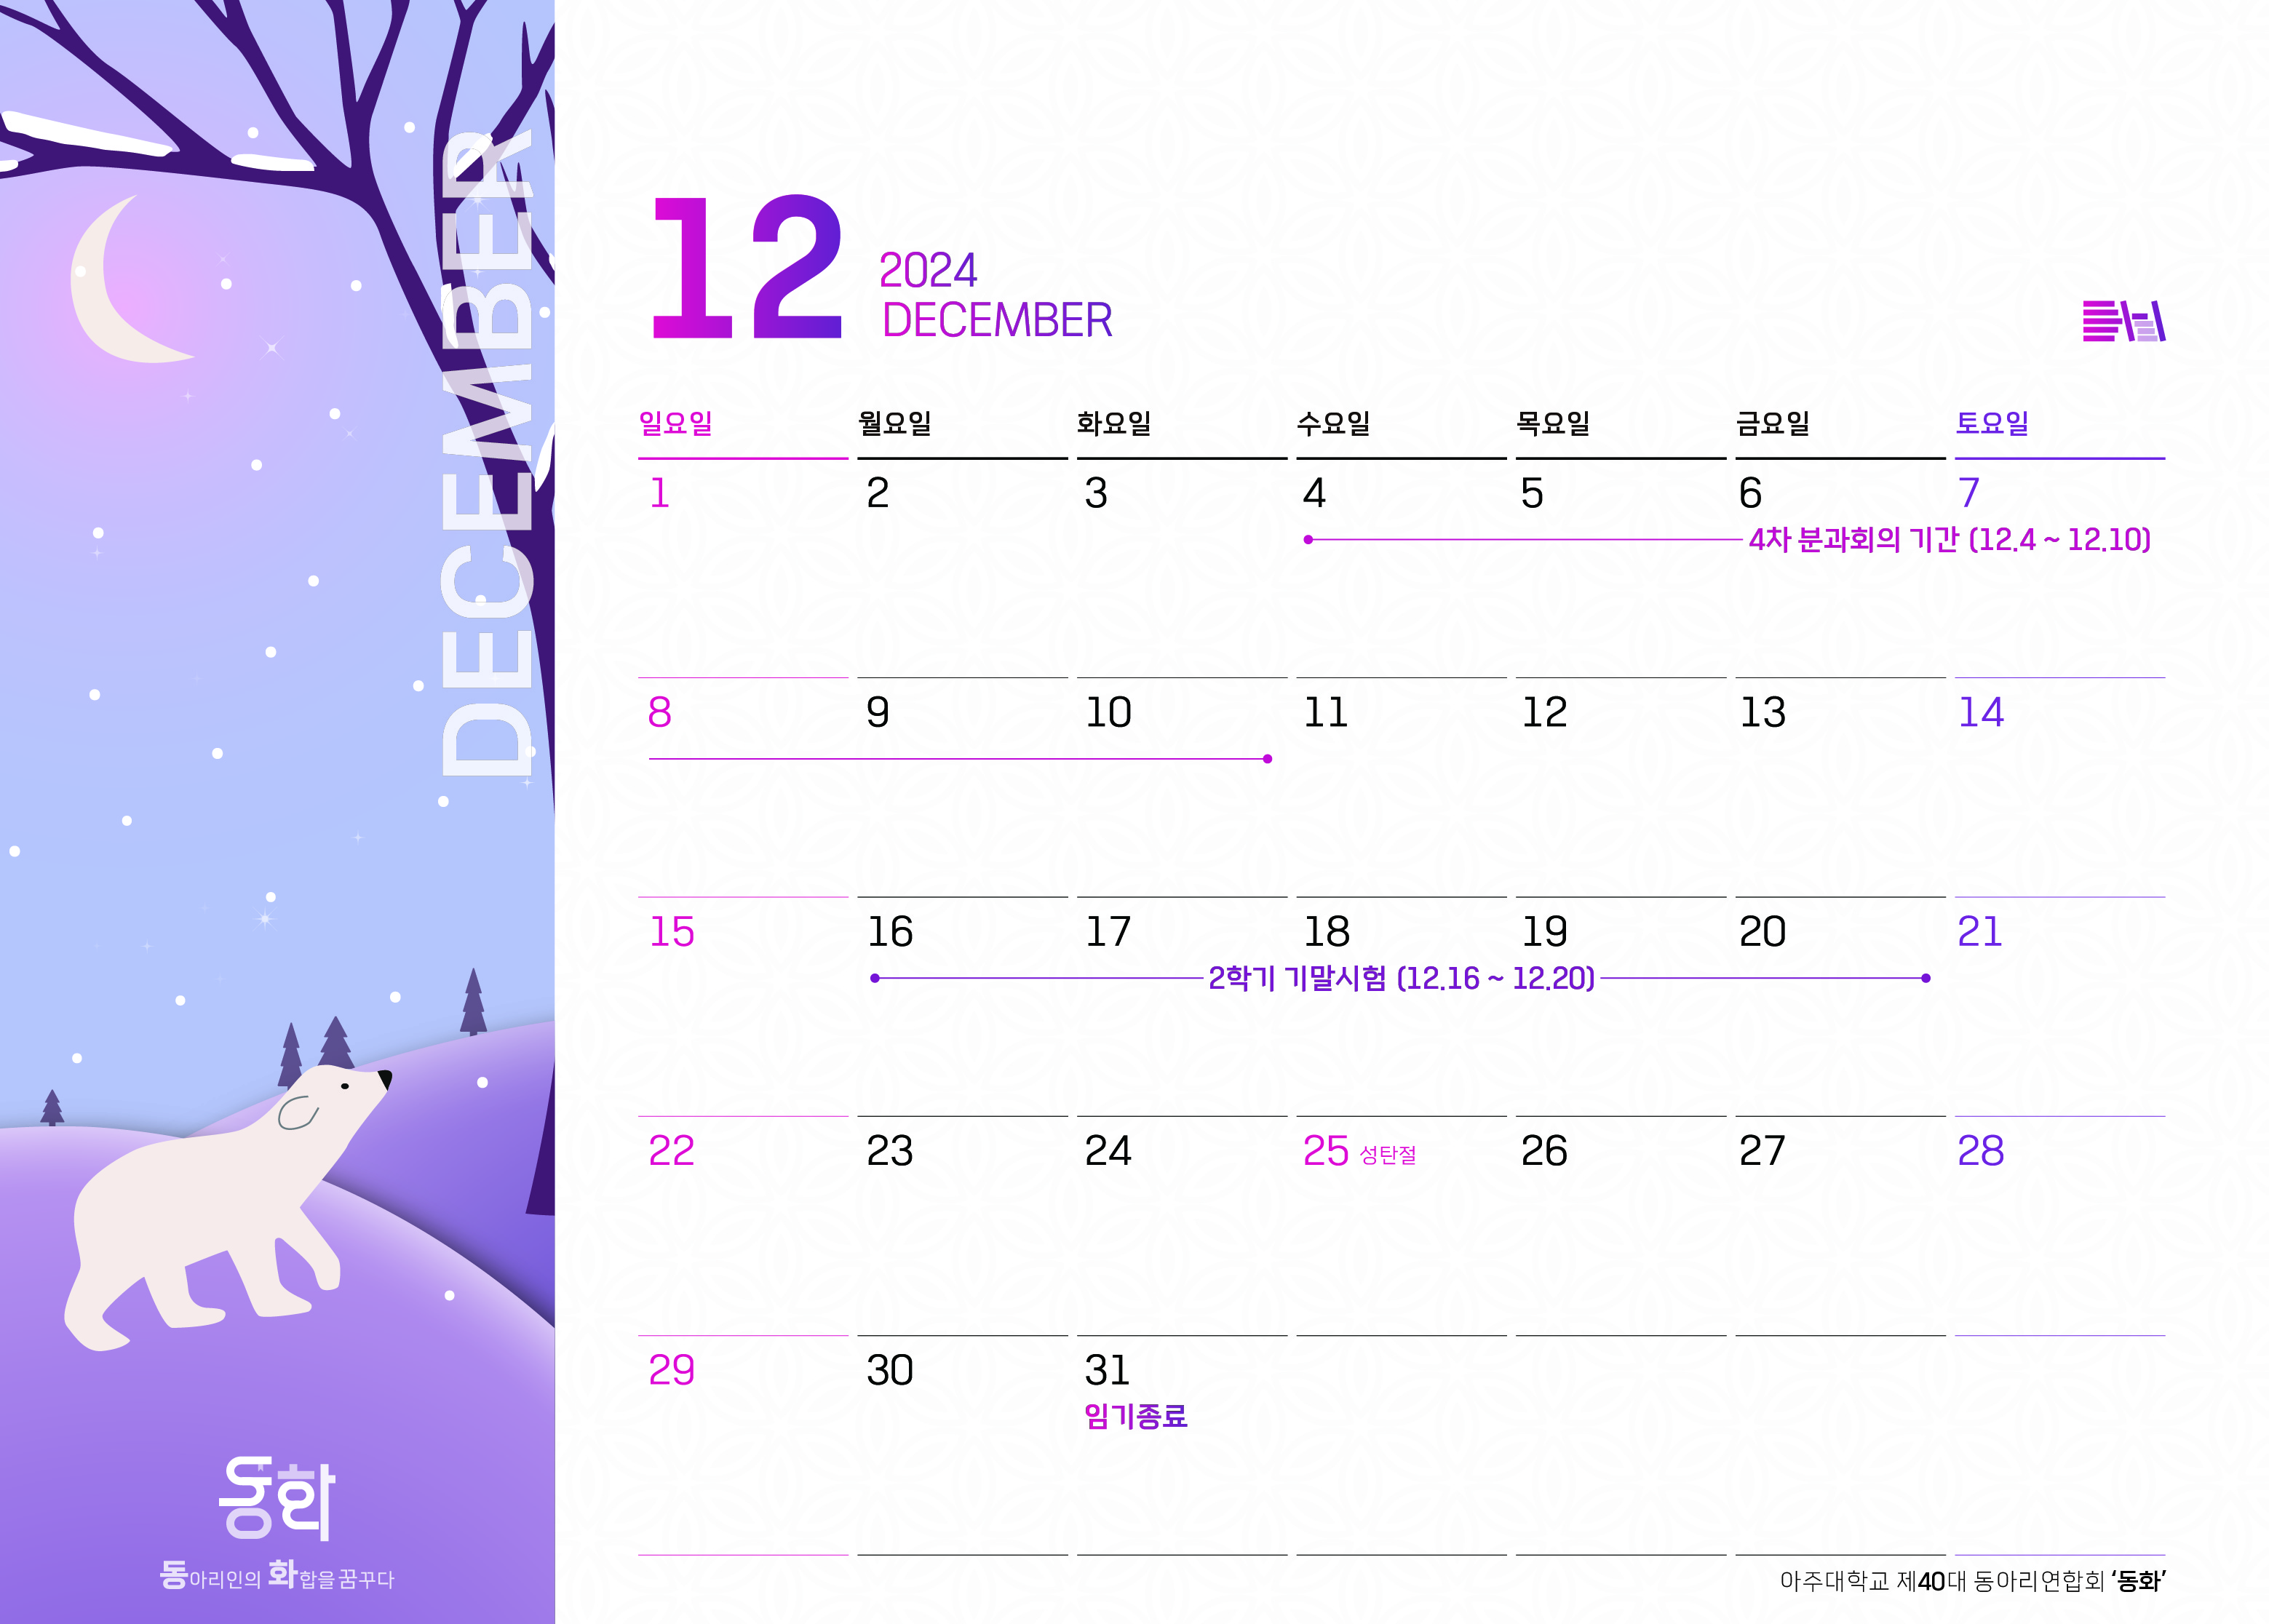 DECEMBER
동화
동아리인의 화합을 꿈꾸다
12
2024
DECEMBER
일요일 월요일 화요일 수요일 목요일 금요일 토요일
1 2 3 4 5 6 7
4차 분과회의 기간 (12.4 ~ 12.10)
8 9 10 11 12 13 14
15 16 17 18 19 20 21
2학기 기말시험 (12.16 ~ 12.20)
22 23 24 25 성탄절 26 27 28
29 30 31
임기종료
아주대학교 제40대 동아리연합회 ‘동화’